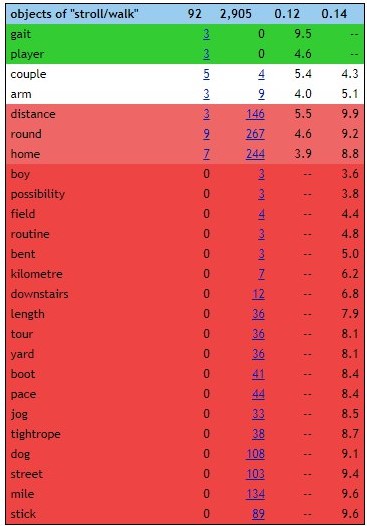 objects of "stroll/walk" 92 2,905 0.12 0.14
gait 3 0 9.5 --
player 3 0 4.6 --
couple 5 4 5.4 4.3
arm 3 9 4.0 5.1
distance 3 146 5.5 9.9
round 9 267 4.6 9.2
home 7 244 3.9 8.8
boy 0 3 -- 3.6
possibility 0 3 -- 3.8
field 0 4 -- 4.4
routine 0 3 -- 4.8
bent 0 3 -- 5.0
kilometre 0 7 -- 6.2
downstairs 0 12 -- 6.8
length 0 36 -- 7.9
tour 0 36 -- 8.1
yard 0 36 -- 8.1
boot 0 41 -- 8.4
pace 0 44 -- 8.4
jog 0 33 -- 8.5
tightrope 0 38 -- 8.7
dog 0 108 -- 9.1
street 0 103 -- 9.4
mile 0 134 -- 9.6
stick 0 89 -- 9.6